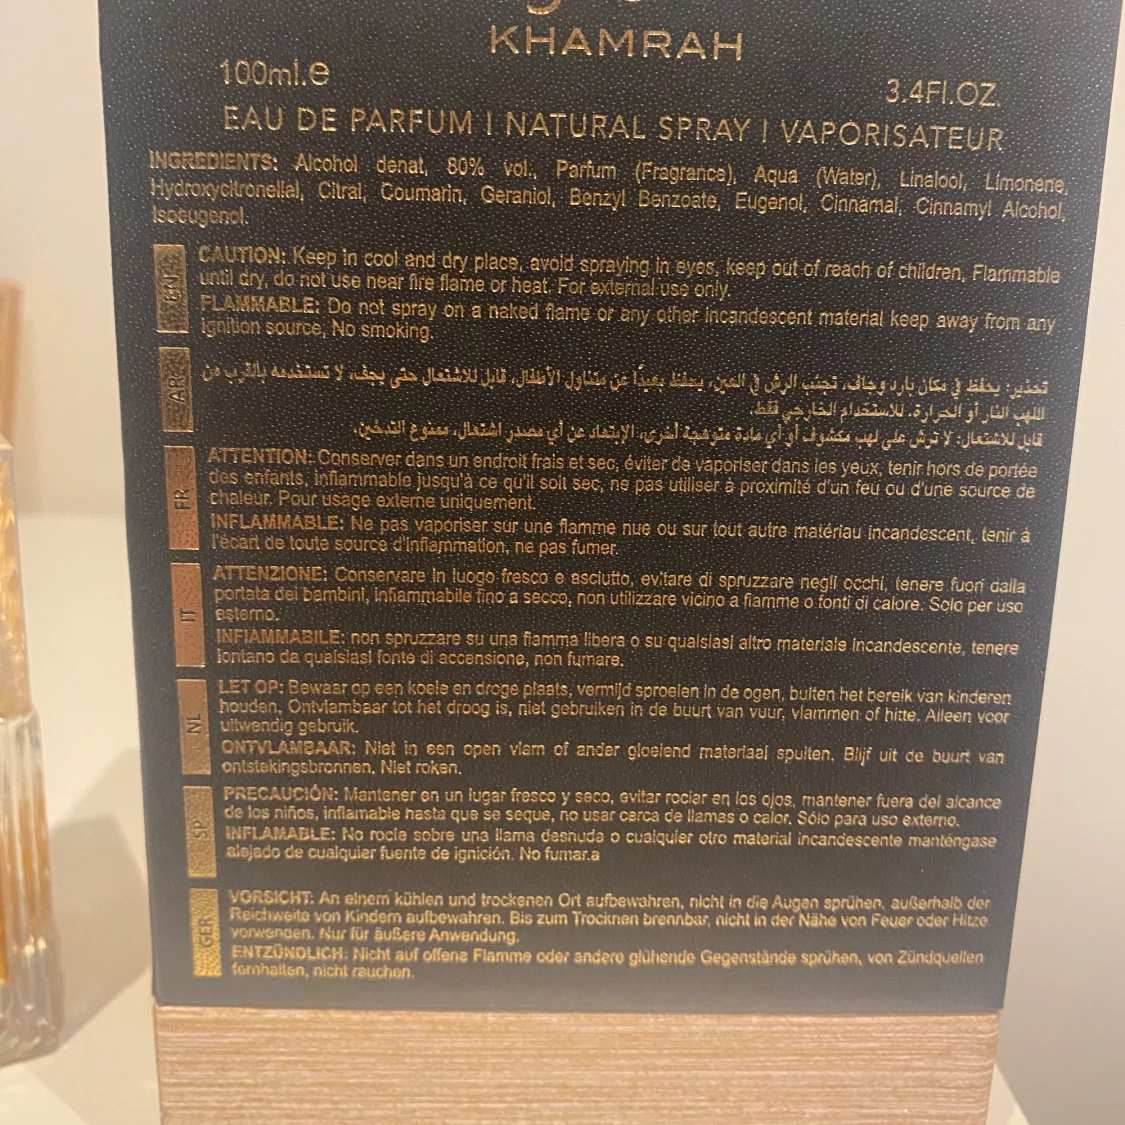 KHAMRAH
100ml.e
3.4Fl.OZ.
EAU DE PARFUM | NATURAL SPRAY | VAPORISATEUR
INGREDIENTS: Alcohol denat, 80% vol., Parfum (Fragrance), Aqua (Water), Linalool, Limonene,
Hydroxycitronellal, Citral, Coumarin, Geraniol, Benzyl Benzoate, Eugenol, Cinnamal, Cinnamyl Alcohol,
Isoeugenol.
EN
CAUTION: Keep in cool and dry place, avoid spraying in eyes, keep out of reach of children, Flammable
until dry, do not use near fire flame or heat. For external use only.
FLAMMABLE: Do not spray on a naked flame or any other incandescent material keep away from any
ignition source, No smoking.
AR
تحذير: يحفظ في مكان بارد وجاف، تجنب الرش في العين، يحفظ بعيدًا عن متناول الأطفال، قابل للاشتعال حتى يجف، لا تستخدمه بالقرب من
اللهب النار أو الحرارة. للاستخدام الخارجي فقط.
قابل للاشتعال: لا ترش على لهب مكشوف أو أي مادة متوهجة أخرى، الإبتعاد عن أي مصدر اشتعال، ممنوع التدخين.
FR
ATTENTION: Conserver dans un endroit frais et sec, éviter de vaporiser dans les yeux, tenir hors de portée
des enfants, inflammable jusqu'à ce qu'il soit sec, ne pas utiliser à proximité d'un feu ou d'une source de
chaleur. Pour usage externe uniquement.
INFLAMMABLE: Ne pas vaporiser sur une flamme nue ou sur tout autre matériau incandescent, tenir à
l'écart de toute source d'inflammation, ne pas fumer.
IT
ATTENZIONE: Conservare in luogo fresco e asciutto, evitare di spruzzare negli occhi, tenere fuori dalla
portata dei bambini, infiammabile fino a secco, non utilizzare vicino a fiamme o fonti di calore. Solo per uso
esterno.
INFIAMMABILE: non spruzzare su una fiamma libera o su qualsiasi altro materiale incandescente, tenere
lontano da qualsiasi fonte di accensione, non fumare.
NL
LET OP: Bewaar op een koele en droge plaats, vermijd sproeien in de ogen, buiten het bereik van kinderen
houden, Ontvlambaar tot het droog is, niet gebruiken in de buurt van vuur, vlammen of hitte. Alleen voor
uitwendig gebruik.
ONTVLAMBAAR: Niet in een open vlam of ander gloeiend materiaal spuiten. Blijf uit de buurt van
ontstekingsbronnen, Niet roken.
SP
PRECAUCIÓN: Mantener en un lugar fresco y seco, evitar rociar en los ojos, mantener fuera del alcance
de los niños, inflamable hasta que se seque, no usar cerca de llamas o calor. Sólo para uso externo.
INFLAMABLE: No rocíe sobre una llama desnuda o cualquier otro material incandescente manténgase
alejado de cualquier fuente de ignición. No fumar.a
GER
VORSICHT: An einem kühlen und trockenen Ort aufbewahren, nicht in die Augen sprühen, außerhalb der
Reichweite von Kindern aufbewahren. Bis zum Trocknen brennbar, nicht in der Nähe von Feuer oder Hitze
verwenden. Nur für äußere Anwendung.
ENTZÜNDLICH: Nicht auf offene Flamme oder andere glühende Gegenstände sprühen, von Zündquellen
fernhalten, nicht rauchen.